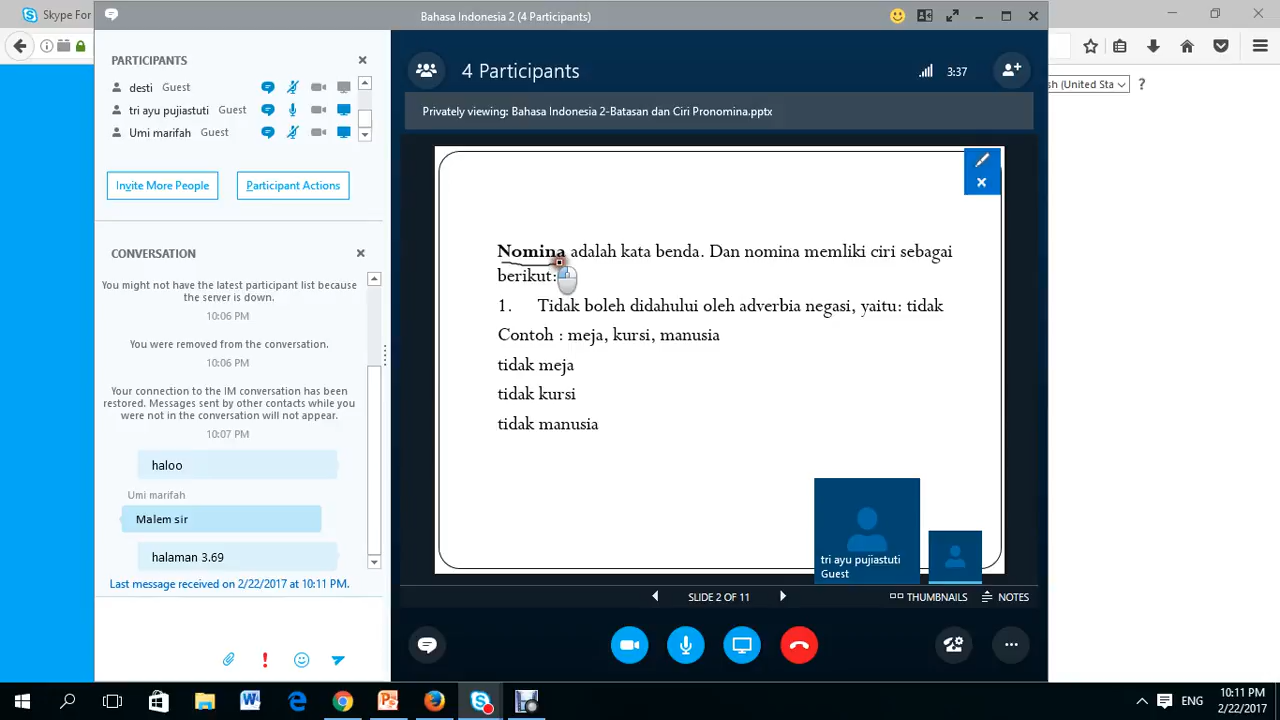 Skype For
Bahasa Indonesia 2 (4 Participants)
PARTICIPANTS
desti Guest
tri ayu pujiastuti Guest
Umi marifah Guest
Invite More People
Participant Actions
CONVERSATION
You might not have the latest participant list because
the server is down.
10:06 PM
You were removed from the conversation.
10:06 PM
Your connection to the IM conversation has been
restored. Messages sent by other contacts while you
were not in the conversation will not appear.
10:07 PM
haloo
Umi marifah
Malem sir
halaman 3.69
Last message received on 2/22/2017 at 10:11 PM.
4 Participants
3:37
Privately viewing: Bahasa Indonesia 2-Batasan dan Ciri Pronomina.pptx
Nomina adalah kata benda. Dan nomina memliki ciri sebagai
berikut:
1. Tidak boleh didahului oleh adverbia negasi, yaitu: tidak
Contoh : meja, kursi, manusia
tidak meja
tidak kursi
tidak manusia
tri ayu pujiastuti
Guest
SLIDE 2 OF 11
THUMBNAILS
NOTES
sh (United Sta
?
ENG
10:11 PM
2/22/2017